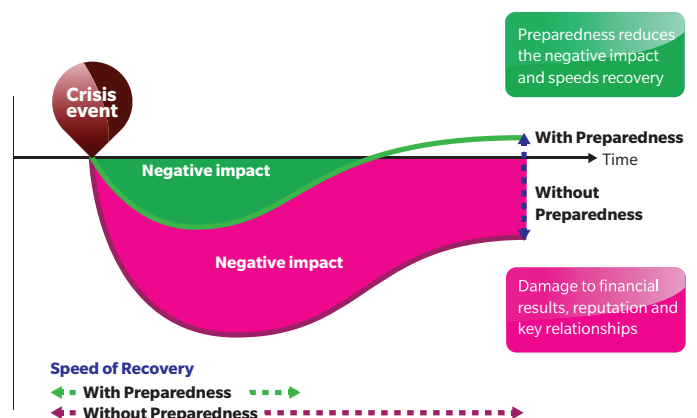 Preparedness reduces
the negative impact
and speeds recovery
Crisis
event
With Preparedness
Time
Negative impact
Without
Preparedness
Negative impact
Damage to financial
results, reputation and
key relationships
Speed of Recovery
With Preparedness
Without Preparedness